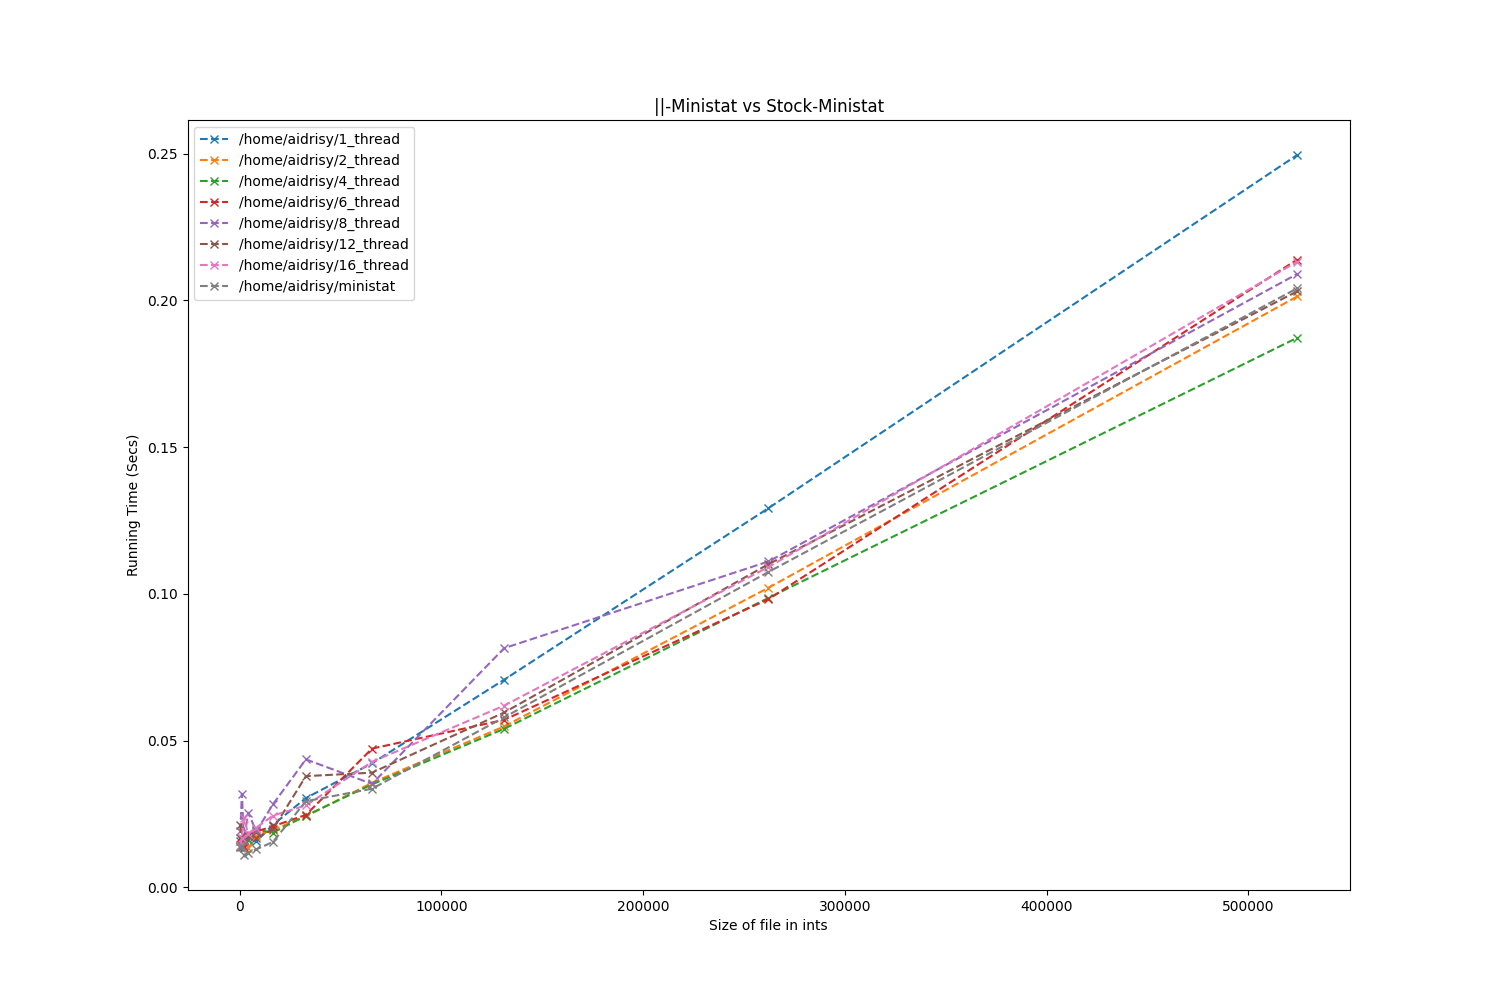 ||-Ministat vs Stock-Ministat
/home/aidrisy/1_thread
/home/aidrisy/2_thread
/home/aidrisy/4_thread
/home/aidrisy/6_thread
/home/aidrisy/8_thread
/home/aidrisy/12_thread
/home/aidrisy/16_thread
/home/aidrisy/ministat
0.25
0.20
0.15
0.10
0.05
0.00
Running Time (Secs)
0 100000 200000 300000 400000 500000
Size of file in ints